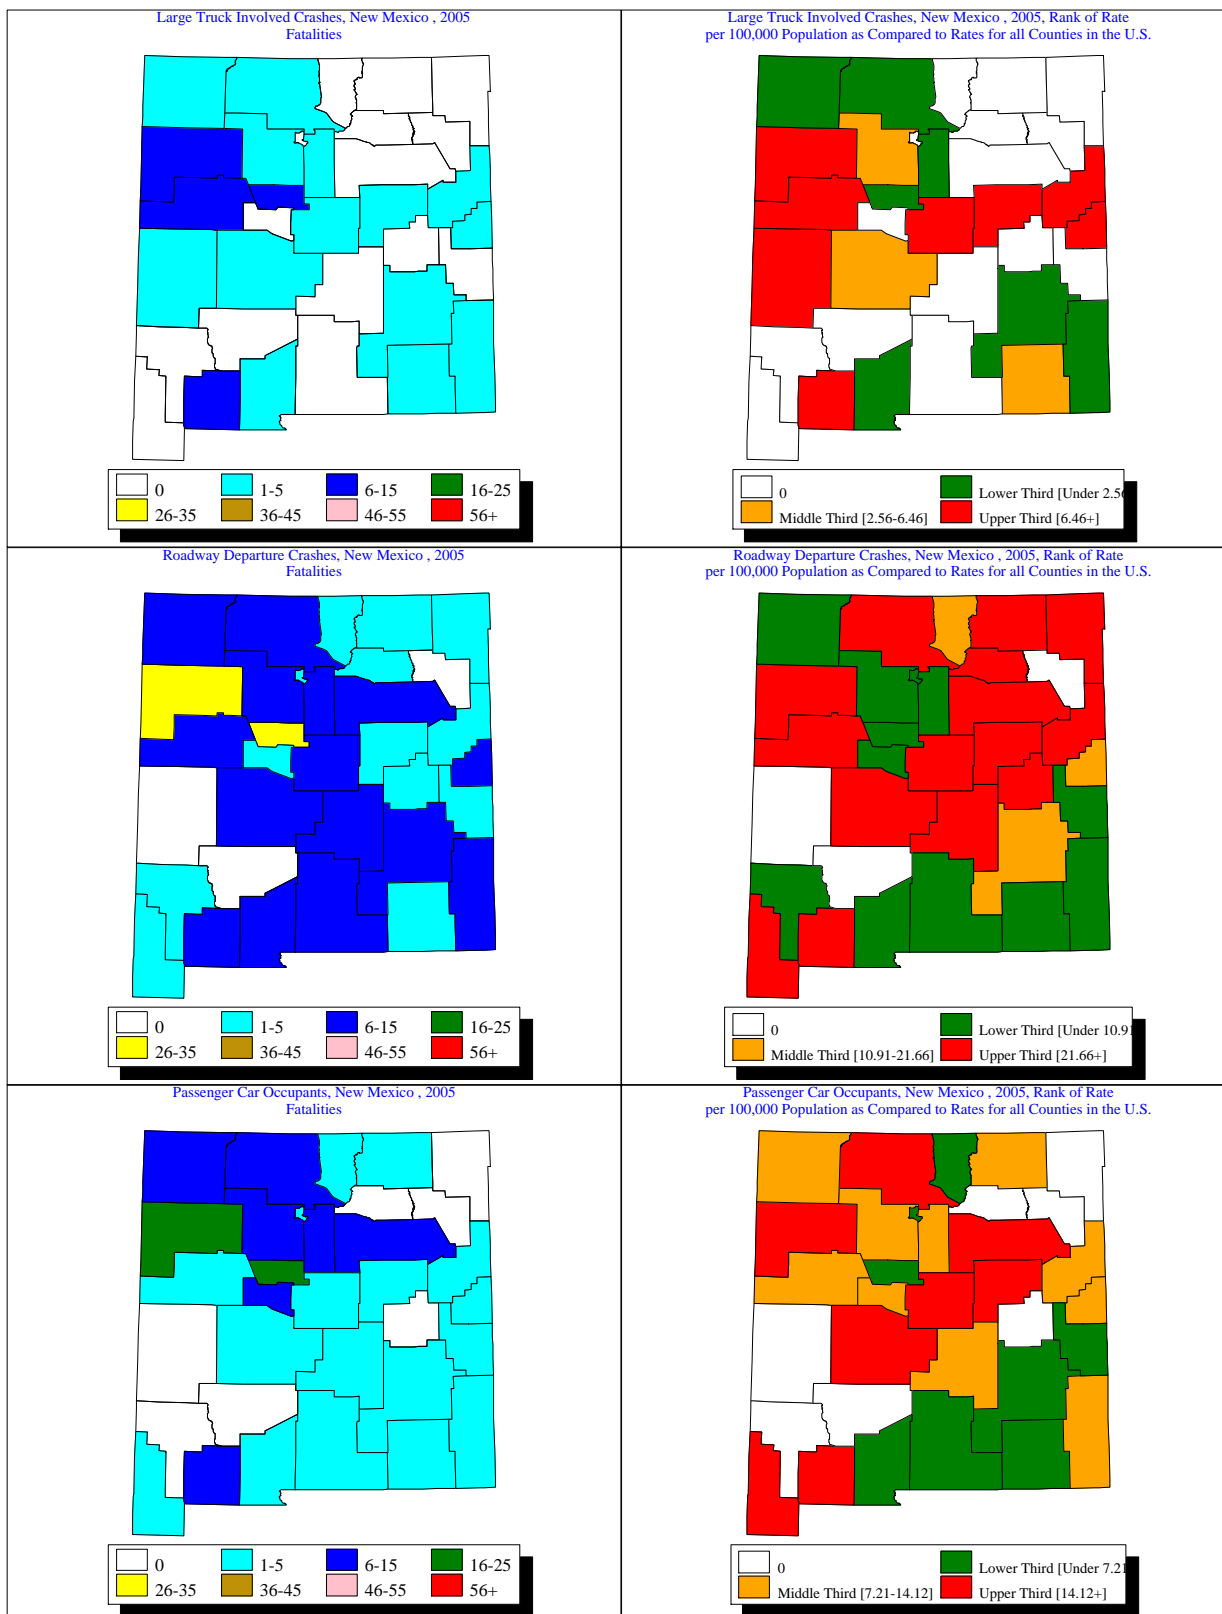 Large Truck Involved Crashes, New Mexico , 2005
Fatalities
0
1-5
6-15
16-25
26-35
36-45
46-55
56+
Large Truck Involved Crashes, New Mexico , 2005, Rank of Rate
per 100,000 Population as Compared to Rates for all Counties in the U.S.
0
Lower Third [Under 2.56
Middle Third [2.56-6.46]
Upper Third [6.46+]
Roadway Departure Crashes, New Mexico , 2005
Fatalities
0
1-5
6-15
16-25
26-35
36-45
46-55
56+
Roadway Departure Crashes, New Mexico , 2005, Rank of Rate
per 100,000 Population as Compared to Rates for all Counties in the U.S.
0
Lower Third [Under 10.91
Middle Third [10.91-21.66]
Upper Third [21.66+]
Passenger Car Occupants, New Mexico , 2005
Fatalities
0
1-5
6-15
16-25
26-35
36-45
46-55
56+
Passenger Car Occupants, New Mexico , 2005, Rank of Rate
per 100,000 Population as Compared to Rates for all Counties in the U.S.
0
Lower Third [Under 7.21
Middle Third [7.21-14.12]
Upper Third [14.12+]